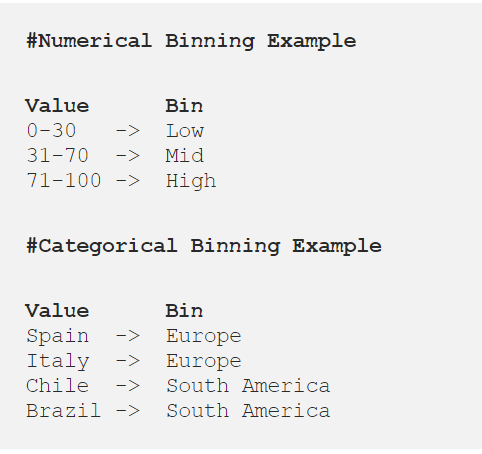 #Numerical Binning Example
Value Bin
0-30 -> Low
31-70 -> Mid
71-100 -> High
#Categorical Binning Example
Value Bin
Spain -> Europe
Italy -> Europe
Chile -> South America
Brazil -> South America